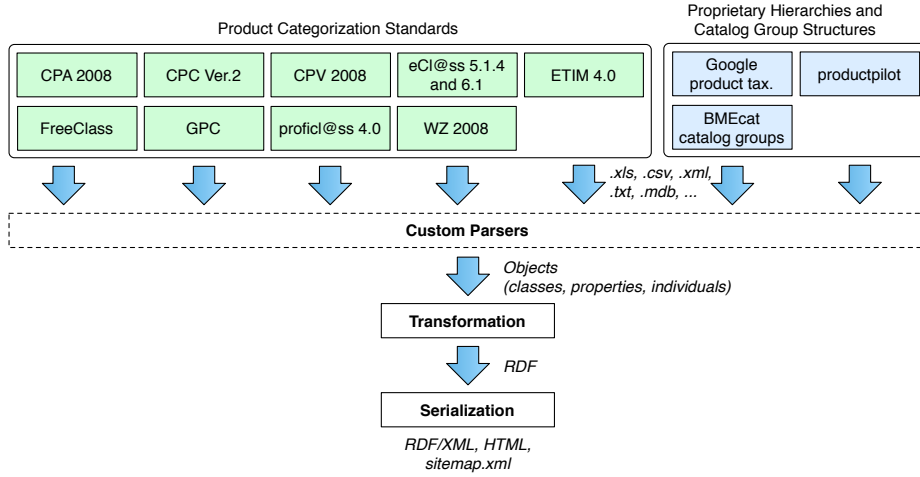 Product Categorization Standards
Proprietary Hierarchies and
Catalog Group Structures
CPA 2008
CPC Ver.2
CPV 2008
eCl@ss 5.1.4
and 6.1
ETIM 4.0
Google
product tax.
productpilot
FreeClass
GPC
proficl@ss 4.0
WZ 2008
BMEcat
catalog groups
.xls, .csv, .xml,
.txt, .mdb, ...
Custom Parsers
Objects
(classes, properties, individuals)
Transformation
RDF
Serialization
RDF/XML, HTML,
sitemap.xml